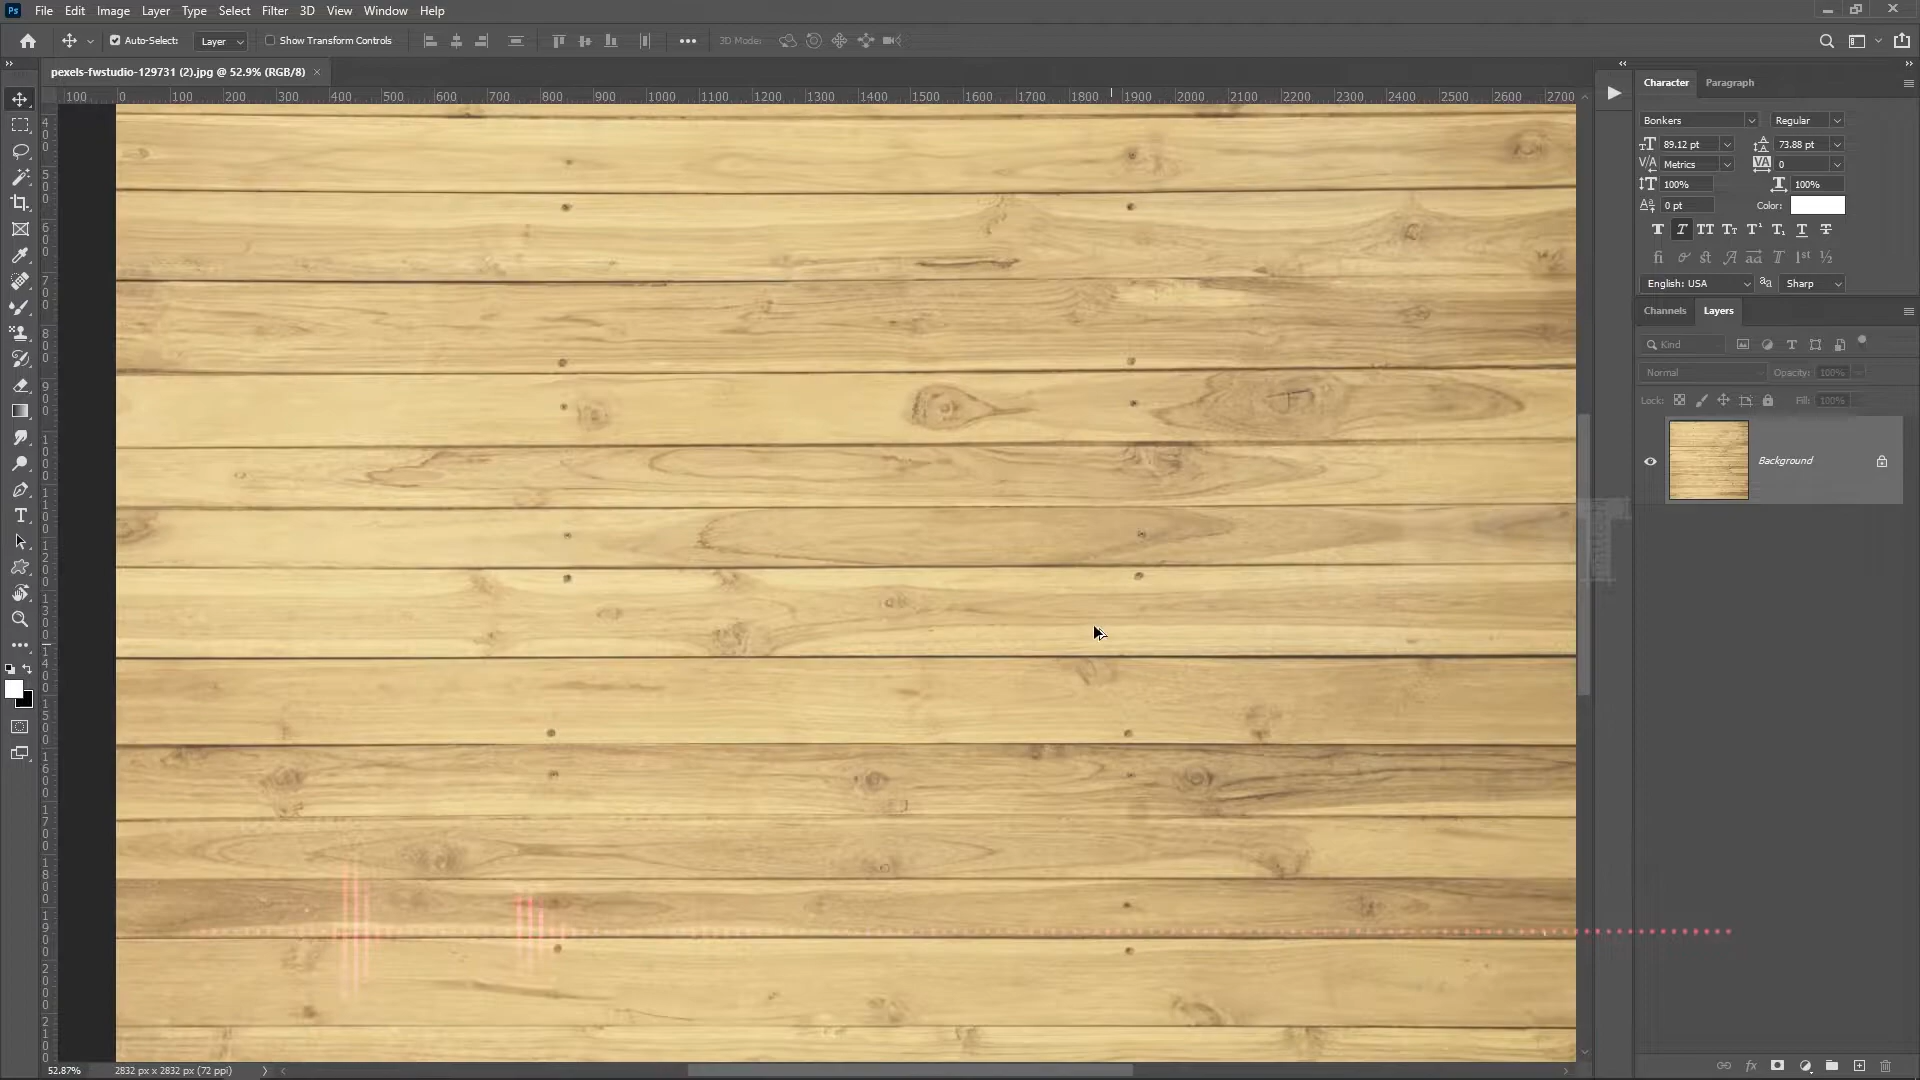 Ps File Edit Image Layer Type Select Filter 3D View Window Help
Auto-Select: Layer Show Transform Controls 3D Mode:
pexels-fwstudio-129731 (2).jpg @ 52.9% (RGB/8) ×
100 0 100 200 300 400 500 600 700 800 900 1000 1100 1200 1300 1400 1500 1600 1700 1800 1900 2000 2100 2200 2300 2400 2500 2600 2700
Character Paragraph
Bonkers Regular
89.12 pt 73.88 pt
Metrics 0
100% 100%
0 pt Color:
English: USA Sharp
Channels Layers
Kind
Normal Opacity: 100%
Lock: Fill: 100%
Background
52.87% 2832 px x 2832 px (72 ppi)